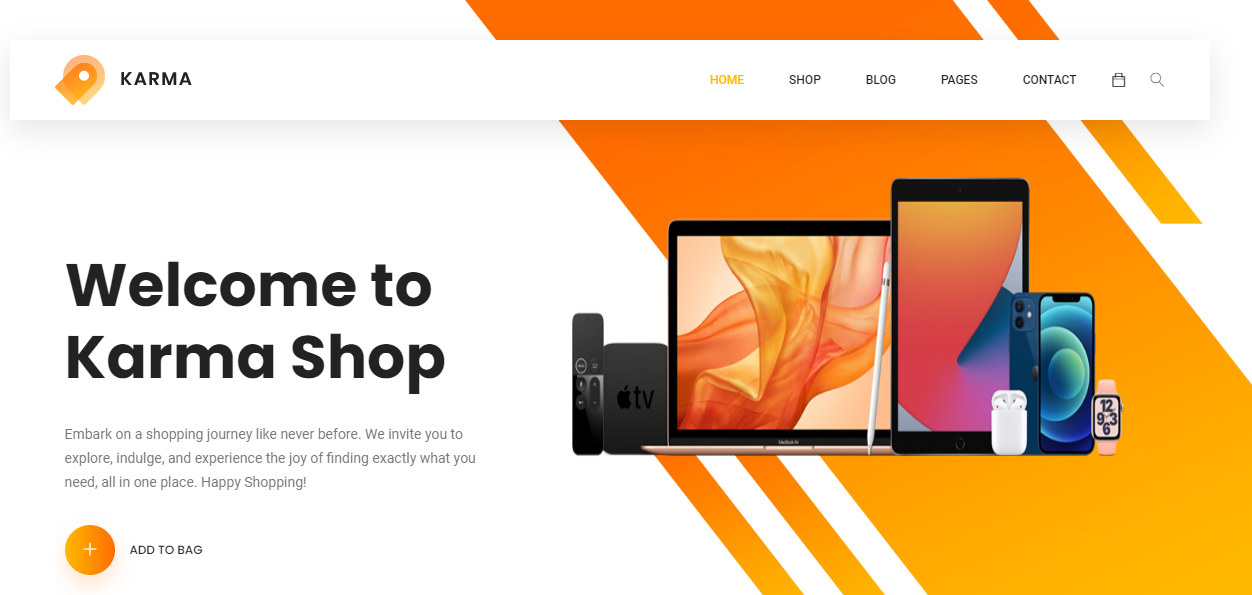 KARMA
HOME SHOP BLOG PAGES CONTACT
Welcome to
Karma Shop
Embark on a shopping journey like never before. We invite you to
explore, indulge, and experience the joy of finding exactly what you
need, all in one place. Happy Shopping!
ADD TO BAG
tv
MacBook Air
12
9 3
6